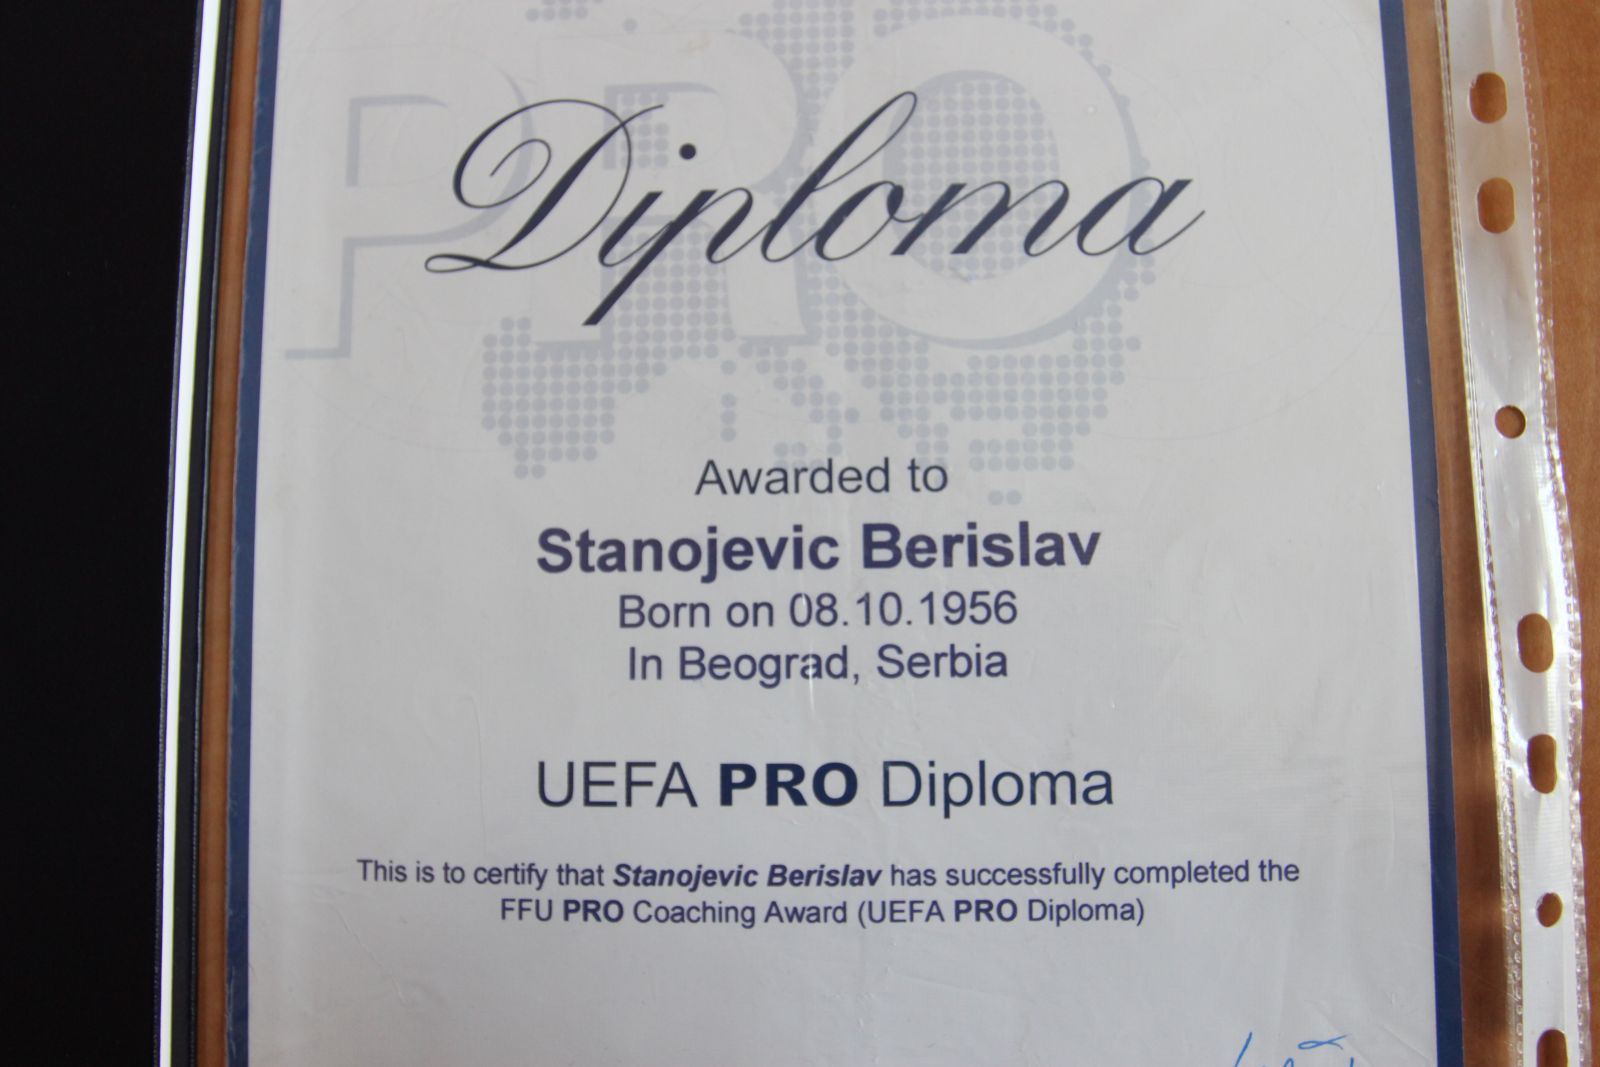 PRO
Diploma
Awarded to
Stanojevic Berislav
Born on 08.10.1956
In Beograd, Serbia
UEFA PRO Diploma
This is to certify that Stanojevic Berislav has successfully completed the
FFU PRO Coaching Award (UEFA PRO Diploma)